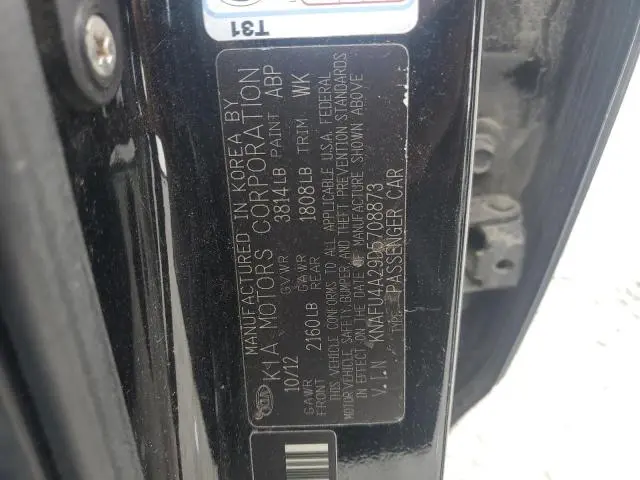 T31
MANUFACTURED IN KOREA BY
KIA MOTORS CORPORATION
10/12 GVWR 3814LB PAINT ABP
GAWR FRONT 2160LB GAWR REAR 1808LB TRIM WK
THIS VEHICLE CONFORMS TO ALL APPLICABLE U.S.A. FEDERAL
MOTOR VEHICLE SAFETY, BUMPER, AND THEFT PREVENTION STANDARDS
IN EFFECT ON THE DATE OF MANUFACTURE SHOWN ABOVE
V.I.N KNAFU4A29D5708873
TYPE: PASSENGER CAR
KIA